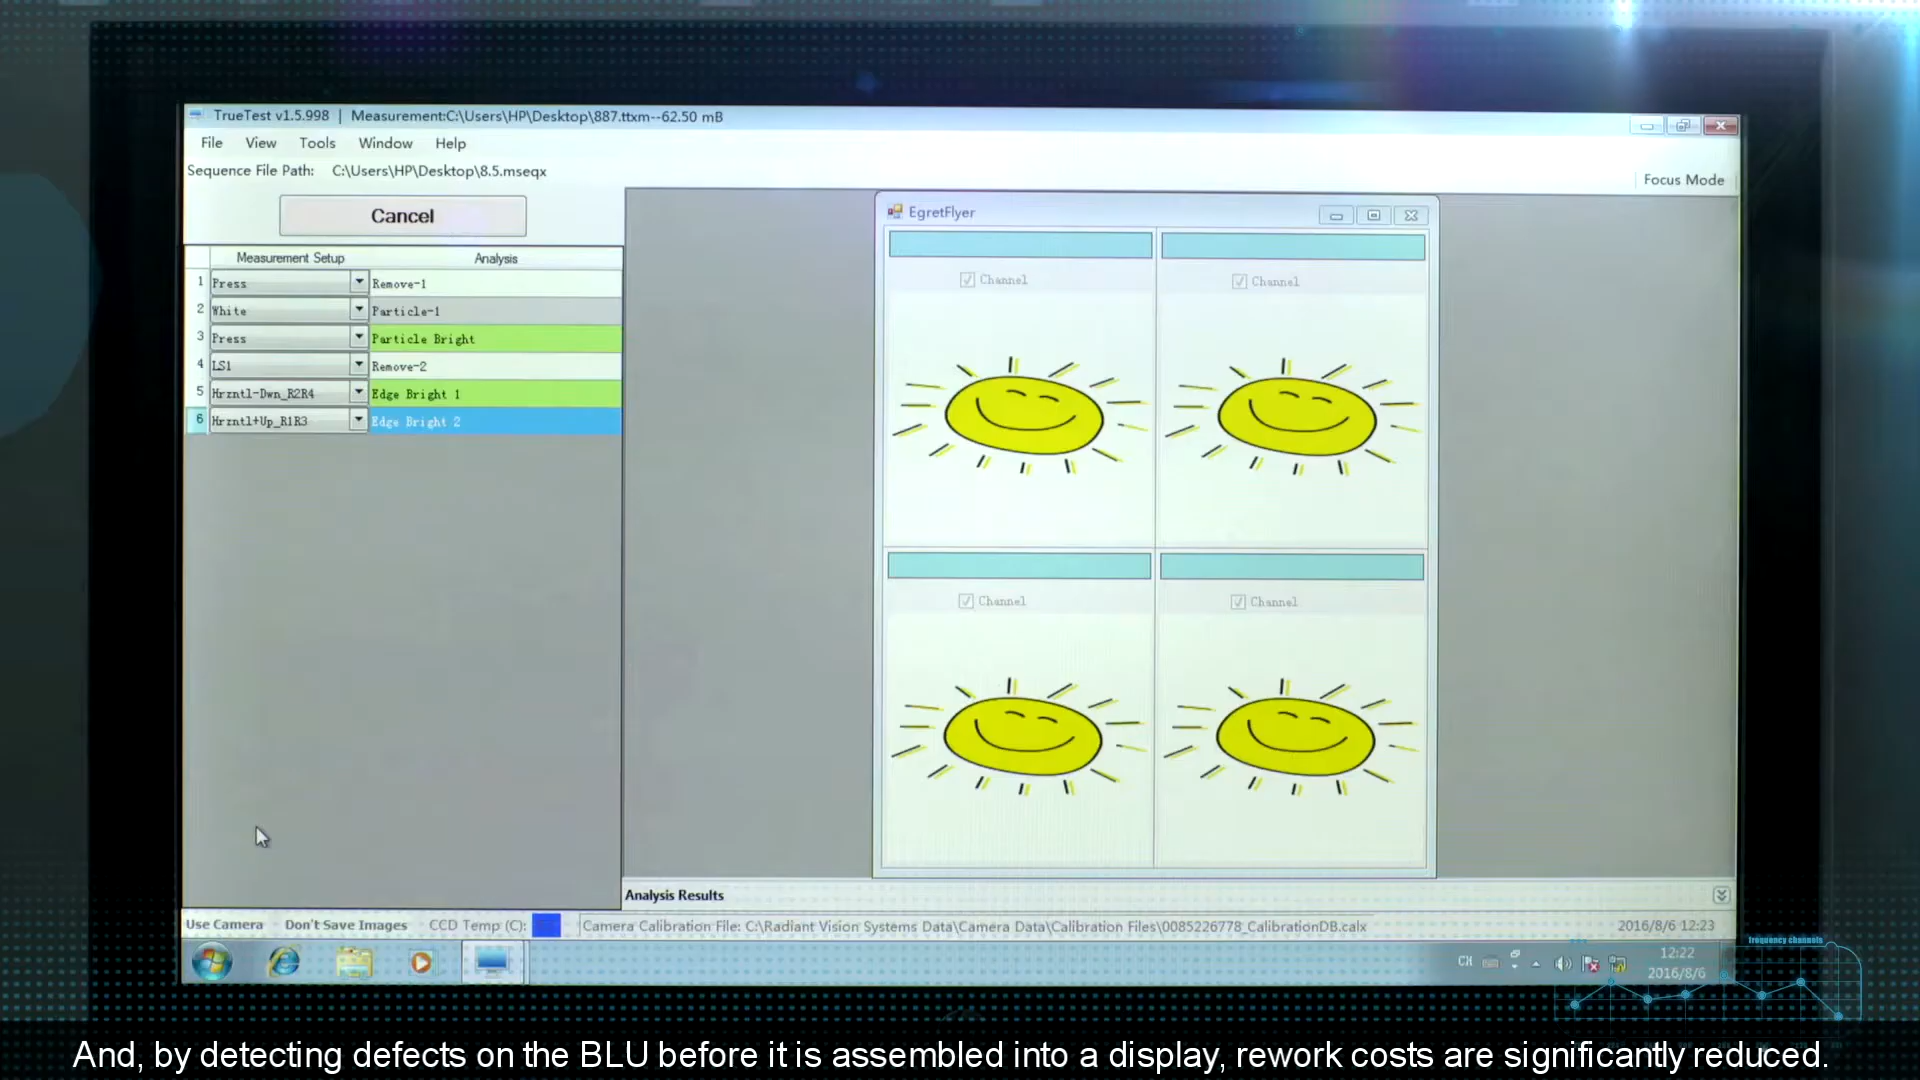 TrueTest v1.5.998 | Measurement:C:\Users\HP\Desktop\887.ttxm--62.50 mB
File View Tools Window Help
Sequence File Path: C:\Users\HP\Desktop\8.5.mseqx
Focus Mode
Cancel
Measurement Setup Analysis
1 Press Remove-1
2 White Particle-1
3 Press Particle Bright
4 LS1 Remove-2
5 Hrzntl-Dwn_R2R4 Edge Bright 1
6 Hrzntl+Up_R1R3 Edge Bright 2
EgretFlyer
Channel Channel
Channel Channel
Analysis Results
Use Camera Don't Save Images CCD Temp (C): Camera Calibration File: C:\Radiant Vision Systems Data\Camera Data\Calibration Files\0085226778_CalibrationDB.calx 2016/8/6 12:23
CH 12:22
2016/8/6
frequency channels
And, by detecting defects on the BLU before it is assembled into a display, rework costs are significantly reduced.